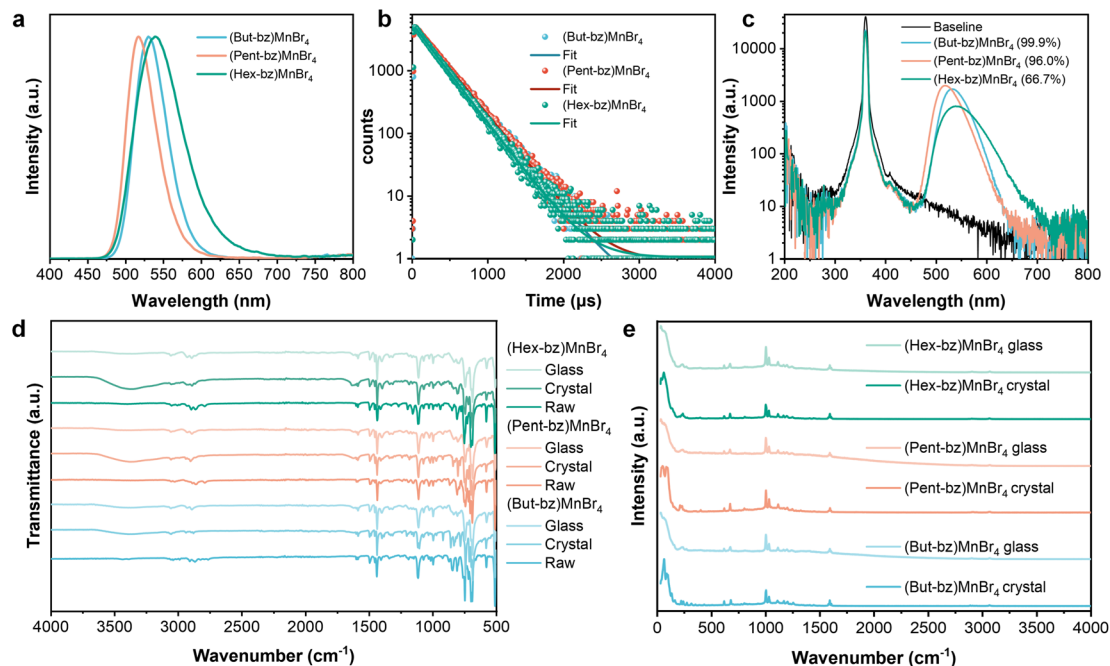 a
Intensity (a.u.)
(But-bz)MnBr₄
(Pent-bz)MnBr₄
(Hex-bz)MnBr₄
400 500 600 700 800
Wavelength (nm)
b
counts
1000
100
10
1
(But-bz)MnBr₄
Fit
(Pent-bz)MnBr₄
Fit
(Hex-bz)MnBr₄
Fit
0 1000 2000 3000 4000
Time (µs)
c
Intensity (a.u.)
10000
1000
100
10
1
Baseline
(But-bz)MnBr₄ (99.9%)
(Pent-bz)MnBr₄ (96.0%)
(Hex-bz)MnBr₄ (66.7%)
200 300 400 500 600 700 800
Wavelength (nm)
d
Transmittance (a.u.)
(Hex-bz)MnBr₄
Glass
Crystal
Raw
(Pent-bz)MnBr₄
Glass
Crystal
Raw
(But-bz)MnBr₄
Glass
Crystal
Raw
4000 3500 3000 2500 2000 1500 1000 500
Wavenumber (cm⁻¹)
e
Intensity (a.u.)
(Hex-bz)MnBr₄ glass
(Hex-bz)MnBr₄ crystal
(Pent-bz)MnBr₄ glass
(Pent-bz)MnBr₄ crystal
(But-bz)MnBr₄ glass
(But-bz)MnBr₄ crystal
0 500 1000 1500 2000 2500 3000 3500 4000
Wavenumber (cm⁻¹)